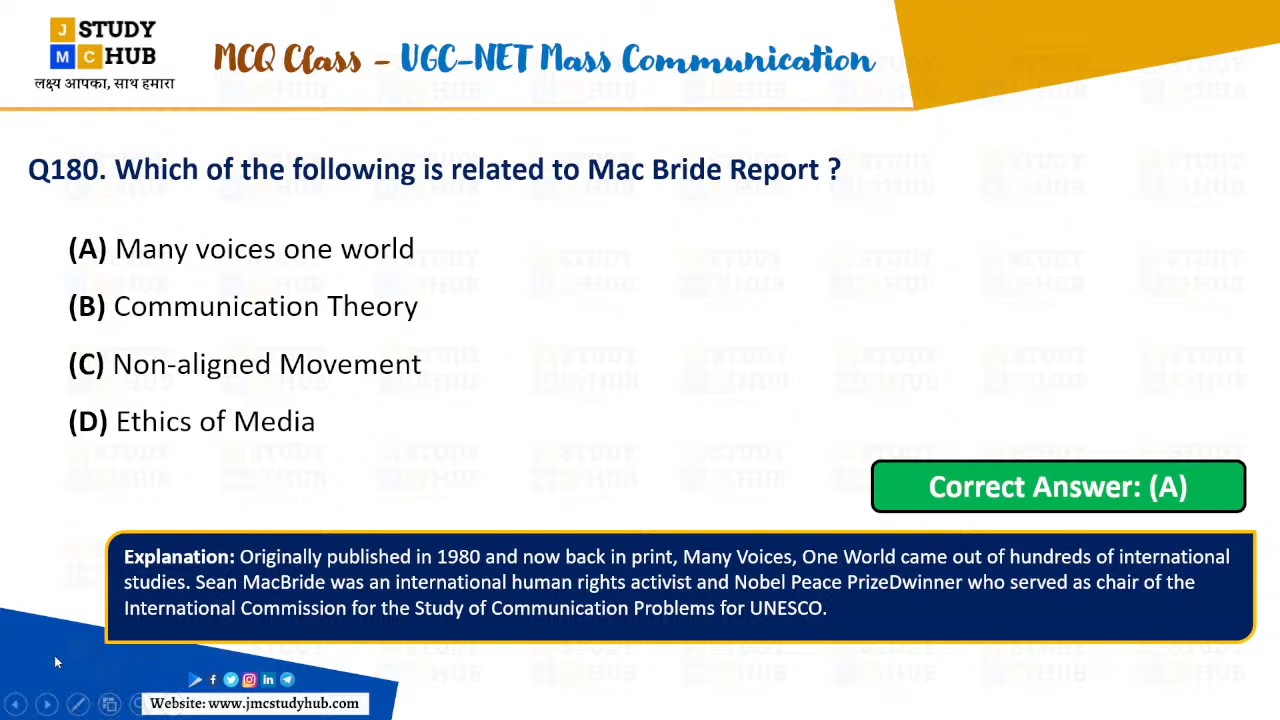 J STUDY
M C HUB
लक्ष्य आपका, साथ हमारा
MCQ Class - UGC-NET Mass Communication
Q180. Which of the following is related to Mac Bride Report ?
(A) Many voices one world
(B) Communication Theory
(C) Non-aligned Movement
(D) Ethics of Media
Correct Answer: (A)
Explanation: Originally published in 1980 and now back in print, Many Voices, One World came out of hundreds of international
studies. Sean MacBride was an international human rights activist and Nobel Peace PrizeDwinner who served as chair of the
International Commission for the Study of Communication Problems for UNESCO.
Website: www.jmcstudyhub.com